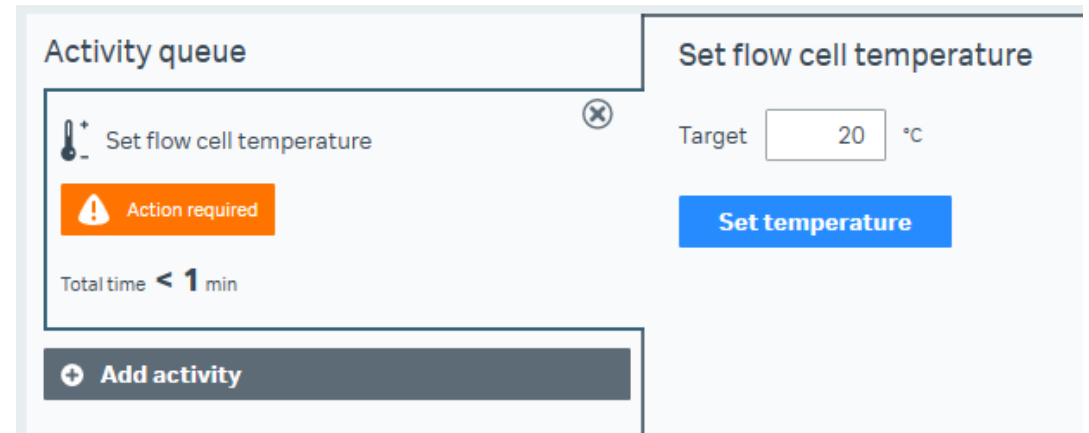 Activity queue
Set flow cell temperature
Action required
Total time < 1 min
Add activity
Set flow cell temperature
Target 20 °C
Set temperature